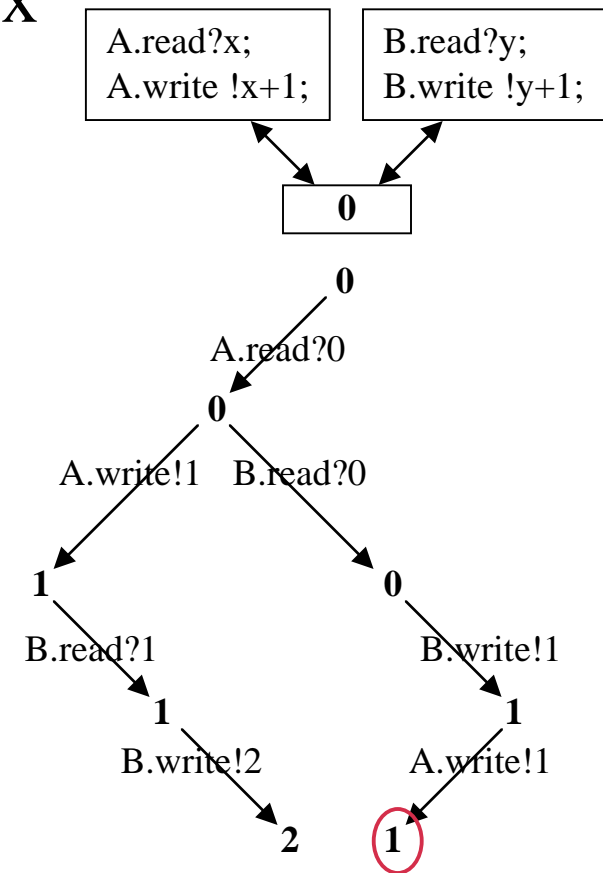 X
A.read?x;
A.write !x+1;
B.read?y;
B.write !y+1;
0
0
A.read?0
0
A.write!1 B.read?0
1 0
B.read?1 B.write!1
1 1
B.write!2 A.write!1
2 1